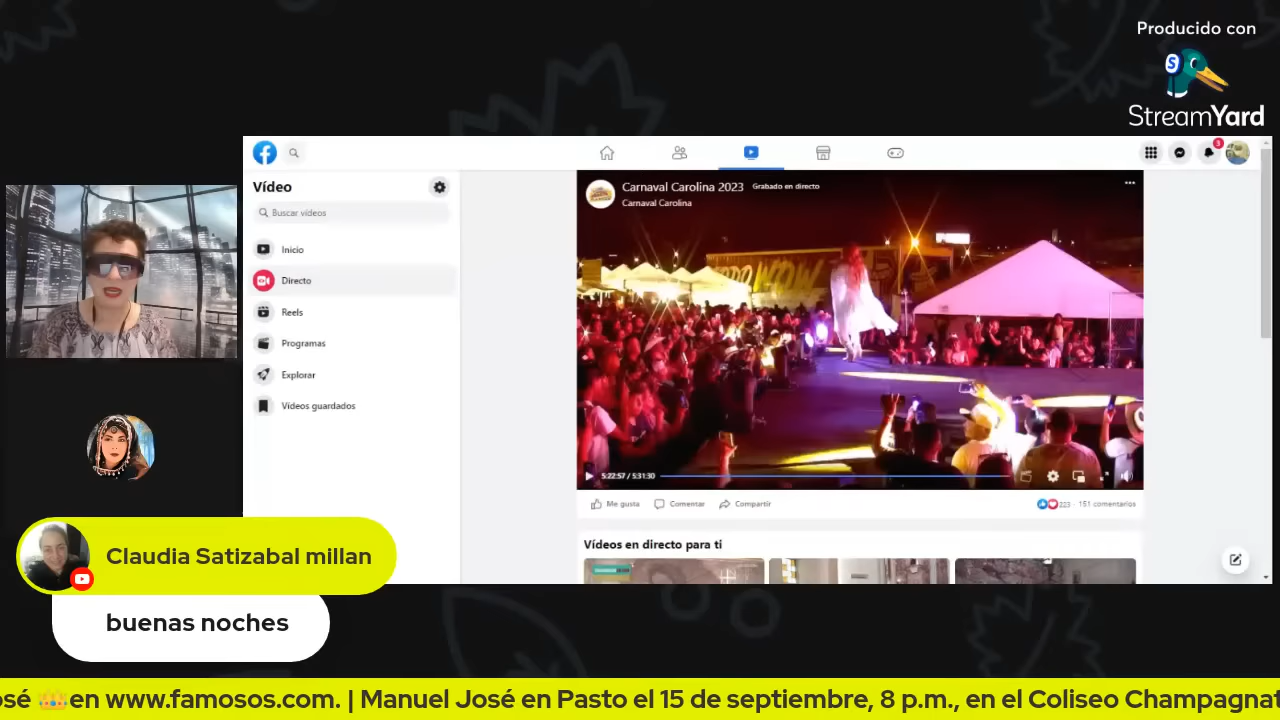 Producido con
StreamYard
Vídeo
Buscar vídeos
Inicio
Directo
Reels
Programas
Explorar
Vídeos guardados
Carnaval Carolina 2023 Grabado en directo
Carnaval Carolina
5:22:57 / 5:31:30
Me gusta Comentar Compartir
223 · 151 comentarios
Vídeos en directo para ti
Claudia Satizabal millan
buenas noches
osé 👑en www.famosos.com. | Manuel José en Pasto el 15 de septiembre, 8 p.m., en el Coliseo Champagnat